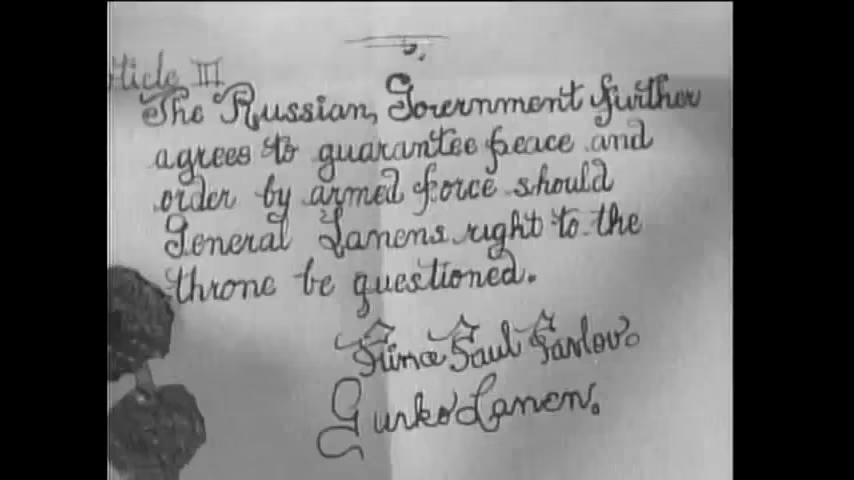 Article III
The Russian, Government further
agrees to guarantee peace and
order by armed force should
General Lanens right to the
throne be questioned.
Prince Paul Pavlov.
Gurko Lanen.